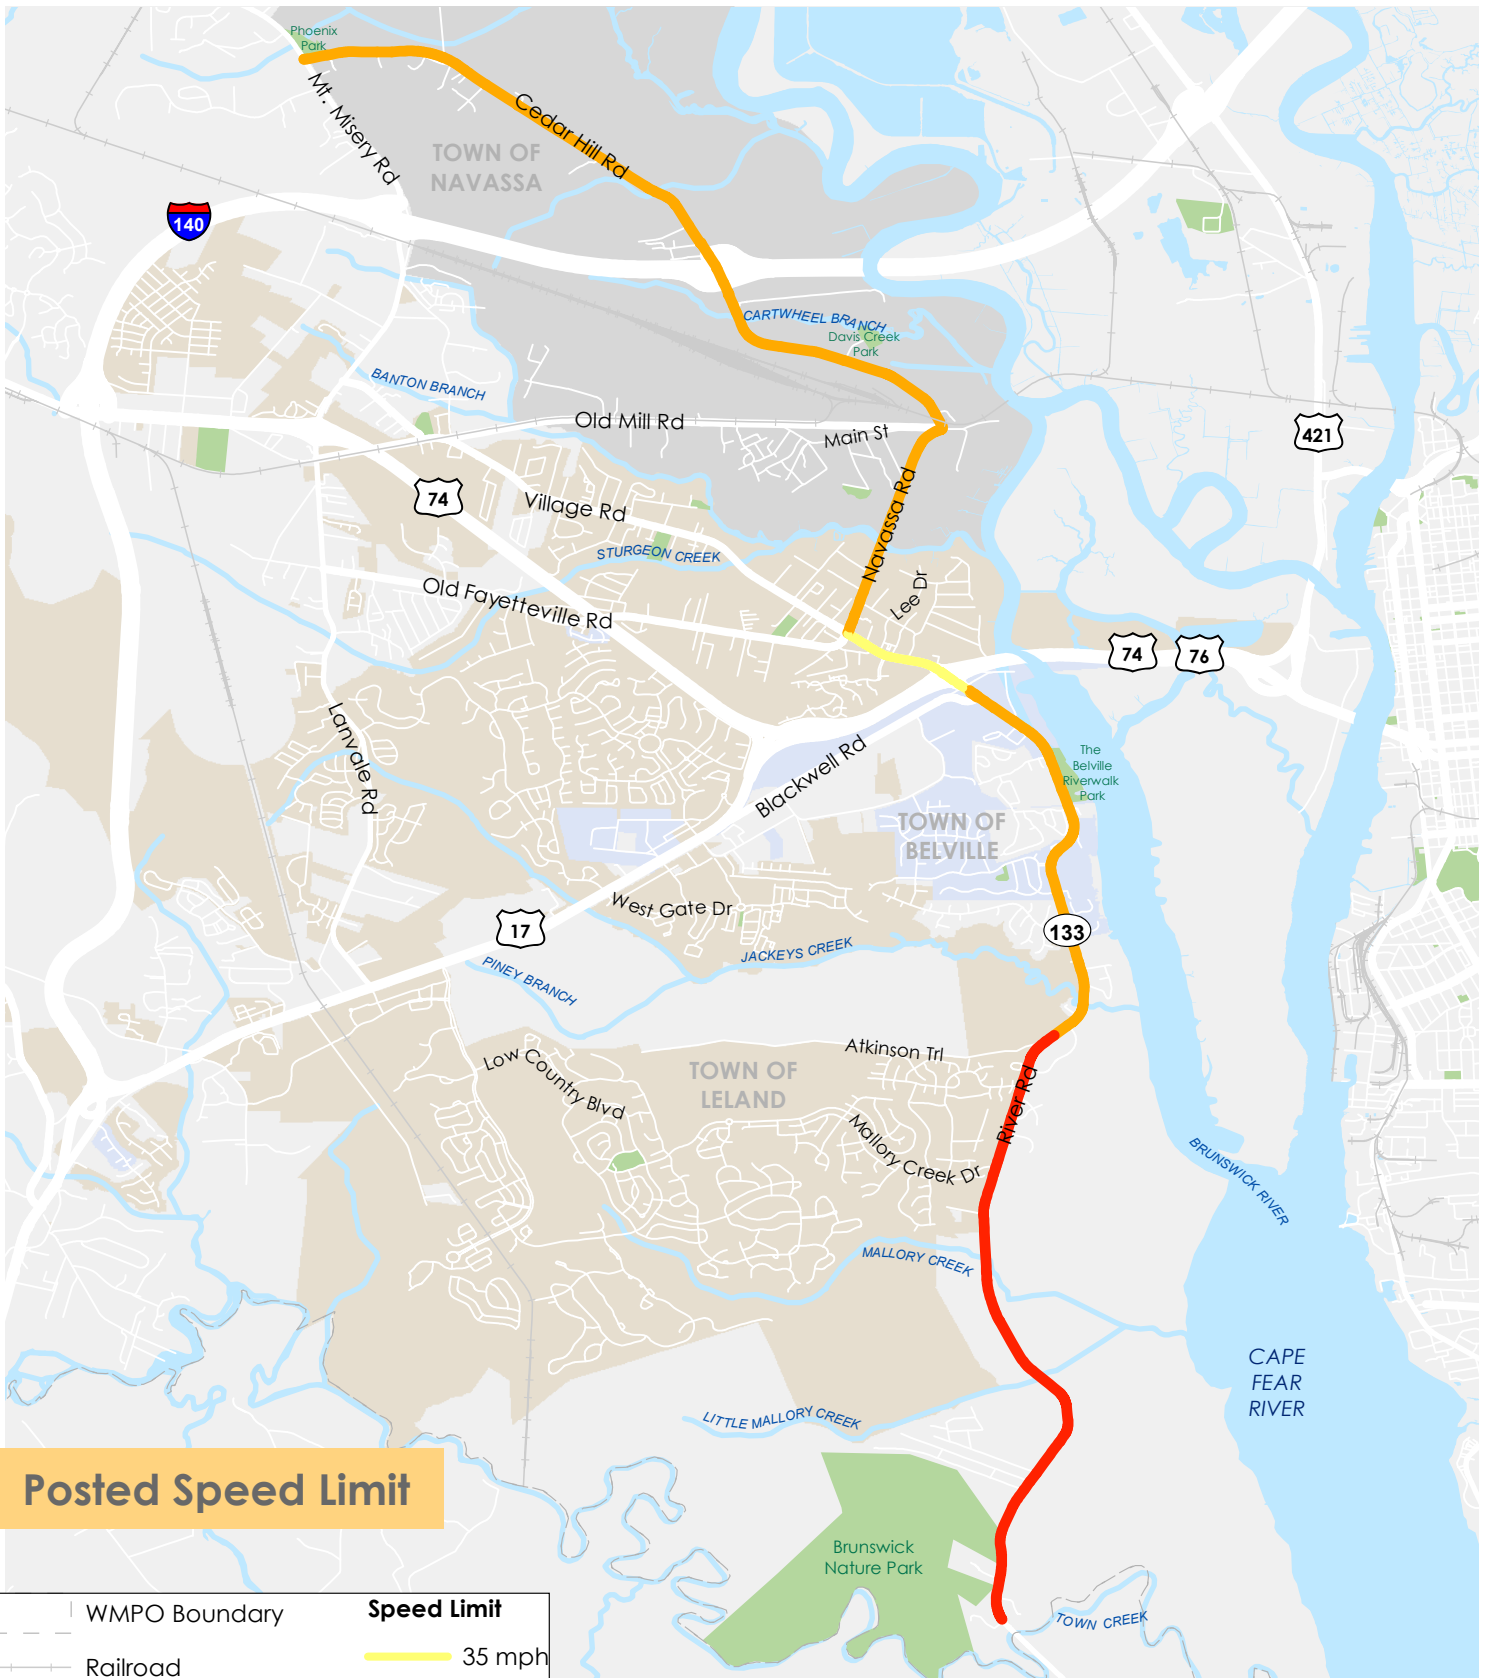 Phoenix
Park
Mt. Misery Rd
Cedar Hill Rd
TOWN OF
NAVASSA
140
CARTWHEEL BRANCH
Davis Creek
Park
BANTON BRANCH
Old Mill Rd
Main St
421
74
Village Rd
Navassa Rd
STURGEON CREEK
Old Fayetteville Rd
Lee Dr
74
76
Lanvale Rd
Blackwell Rd
The
Belville
Riverwalk
Park
TOWN OF
BELVILLE
West Gate Dr
17
133
JACKEYS CREEK
PINEY BRANCH
Atkinson Trl
Low Country Blvd
TOWN OF
LELAND
River Rd
Mallory Creek Dr
BRUNSWICK RIVER
MALLORY CREEK
CAPE
FEAR
RIVER
LITTLE MALLORY CREEK
Posted Speed Limit
Brunswick
Nature Park
TOWN CREEK
WMPO Boundary
Railroad
Speed Limit
35 mph